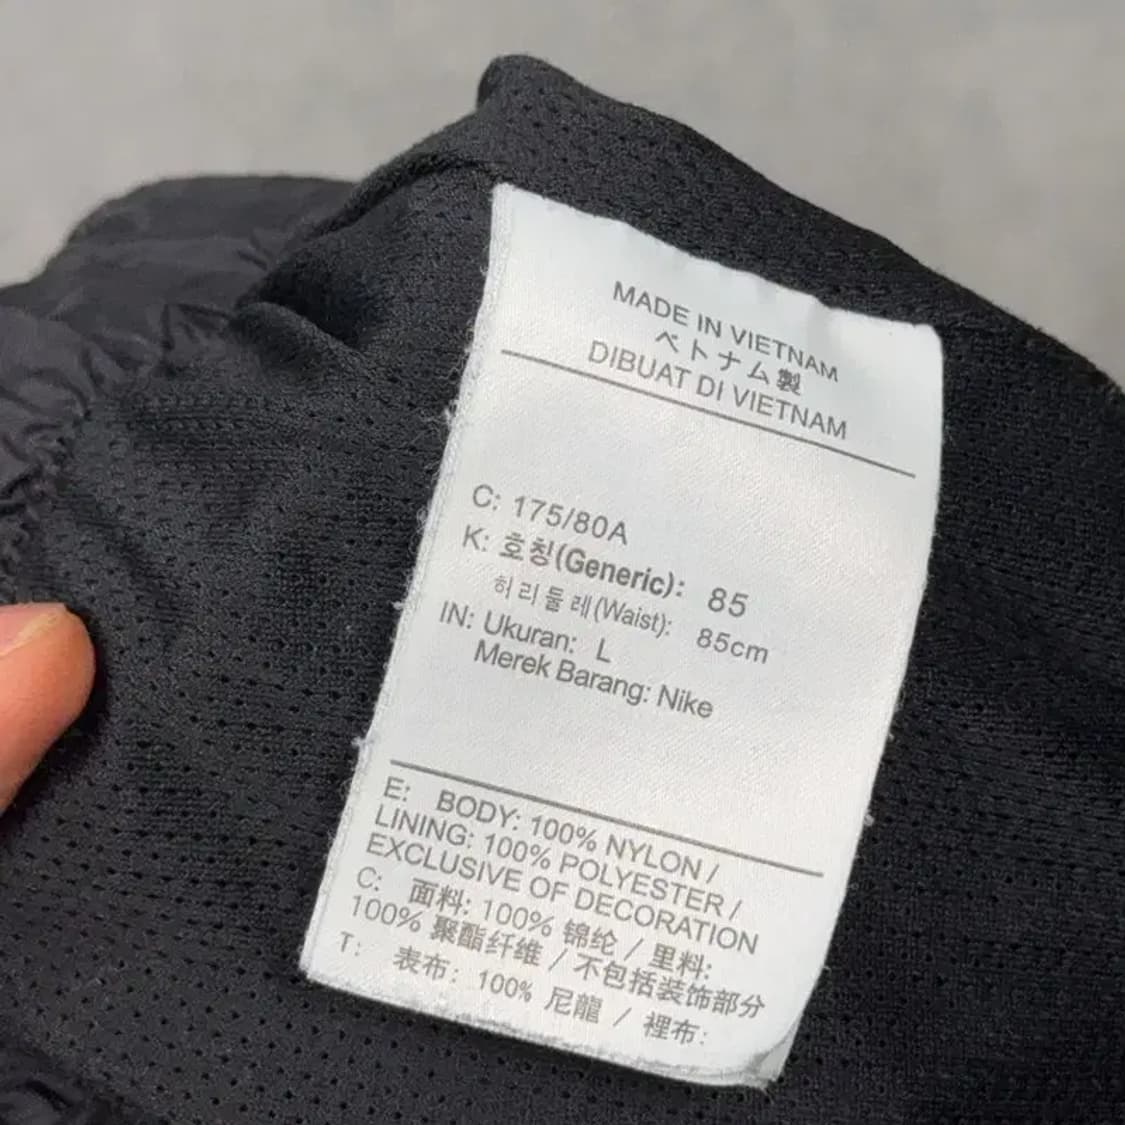 MADE IN VIETNAM
ベトナム製
DIBUAT DI VIETNAM
C: 175/80A
K: 호칭(Generic): 85
허리둘레(Waist): 85cm
IN: Ukuran: L
Merek Barang: Nike
E: BODY: 100% NYLON /
LINING: 100% POLYESTER /
EXCLUSIVE OF DECORATION
C: 面料: 100% 锦纶 / 里料:
100% 聚酯纤维 / 不包括装饰部分
T: 表布: 100% 尼龍 / 裡布: